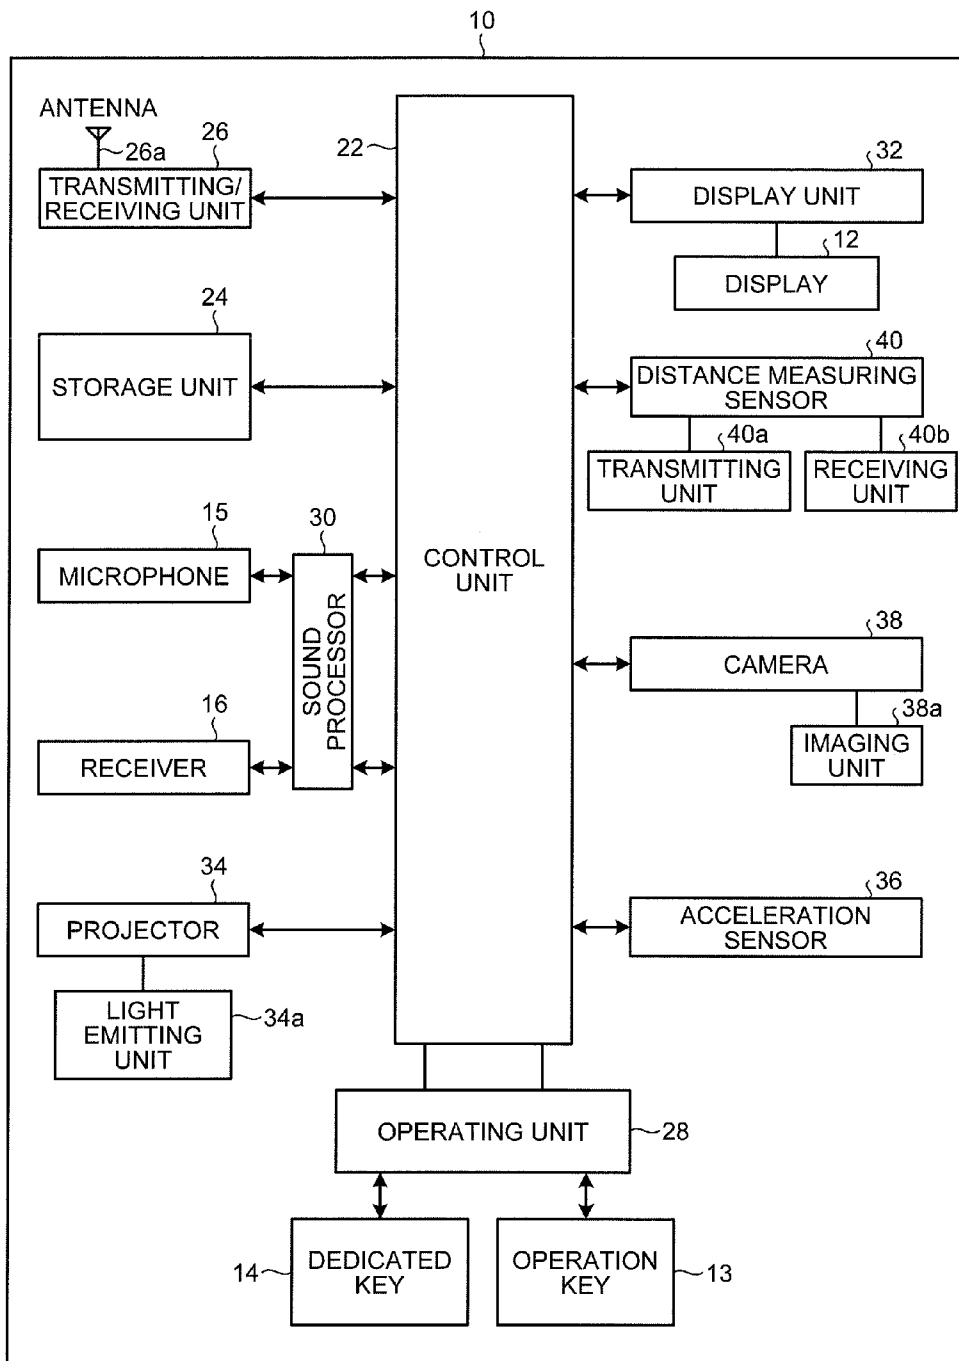 10
ANTENNA
26a
26
TRANSMITTING/
RECEIVING UNIT
22
32
DISPLAY UNIT
12
DISPLAY
24
STORAGE UNIT
40
DISTANCE MEASURING
SENSOR
40a
TRANSMITTING
UNIT
40b
RECEIVING
UNIT
15
MICROPHONE
30
SOUND
PROCESSOR
CONTROL
UNIT
38
CAMERA
38a
IMAGING
UNIT
16
RECEIVER
34
PROJECTOR
36
ACCELERATION
SENSOR
LIGHT
EMITTING
UNIT
34a
OPERATING UNIT
28
14
DEDICATED
KEY
OPERATION
KEY
13